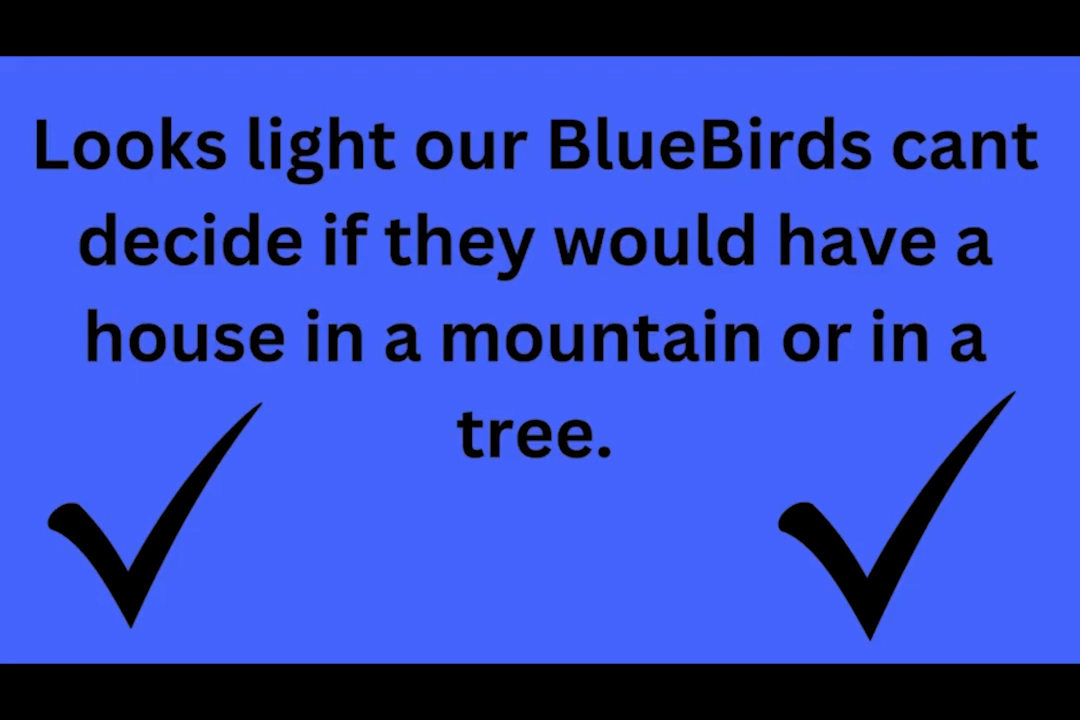 Looks light our BlueBirds cant
decide if they would have a
house in a mountain or in a
tree.